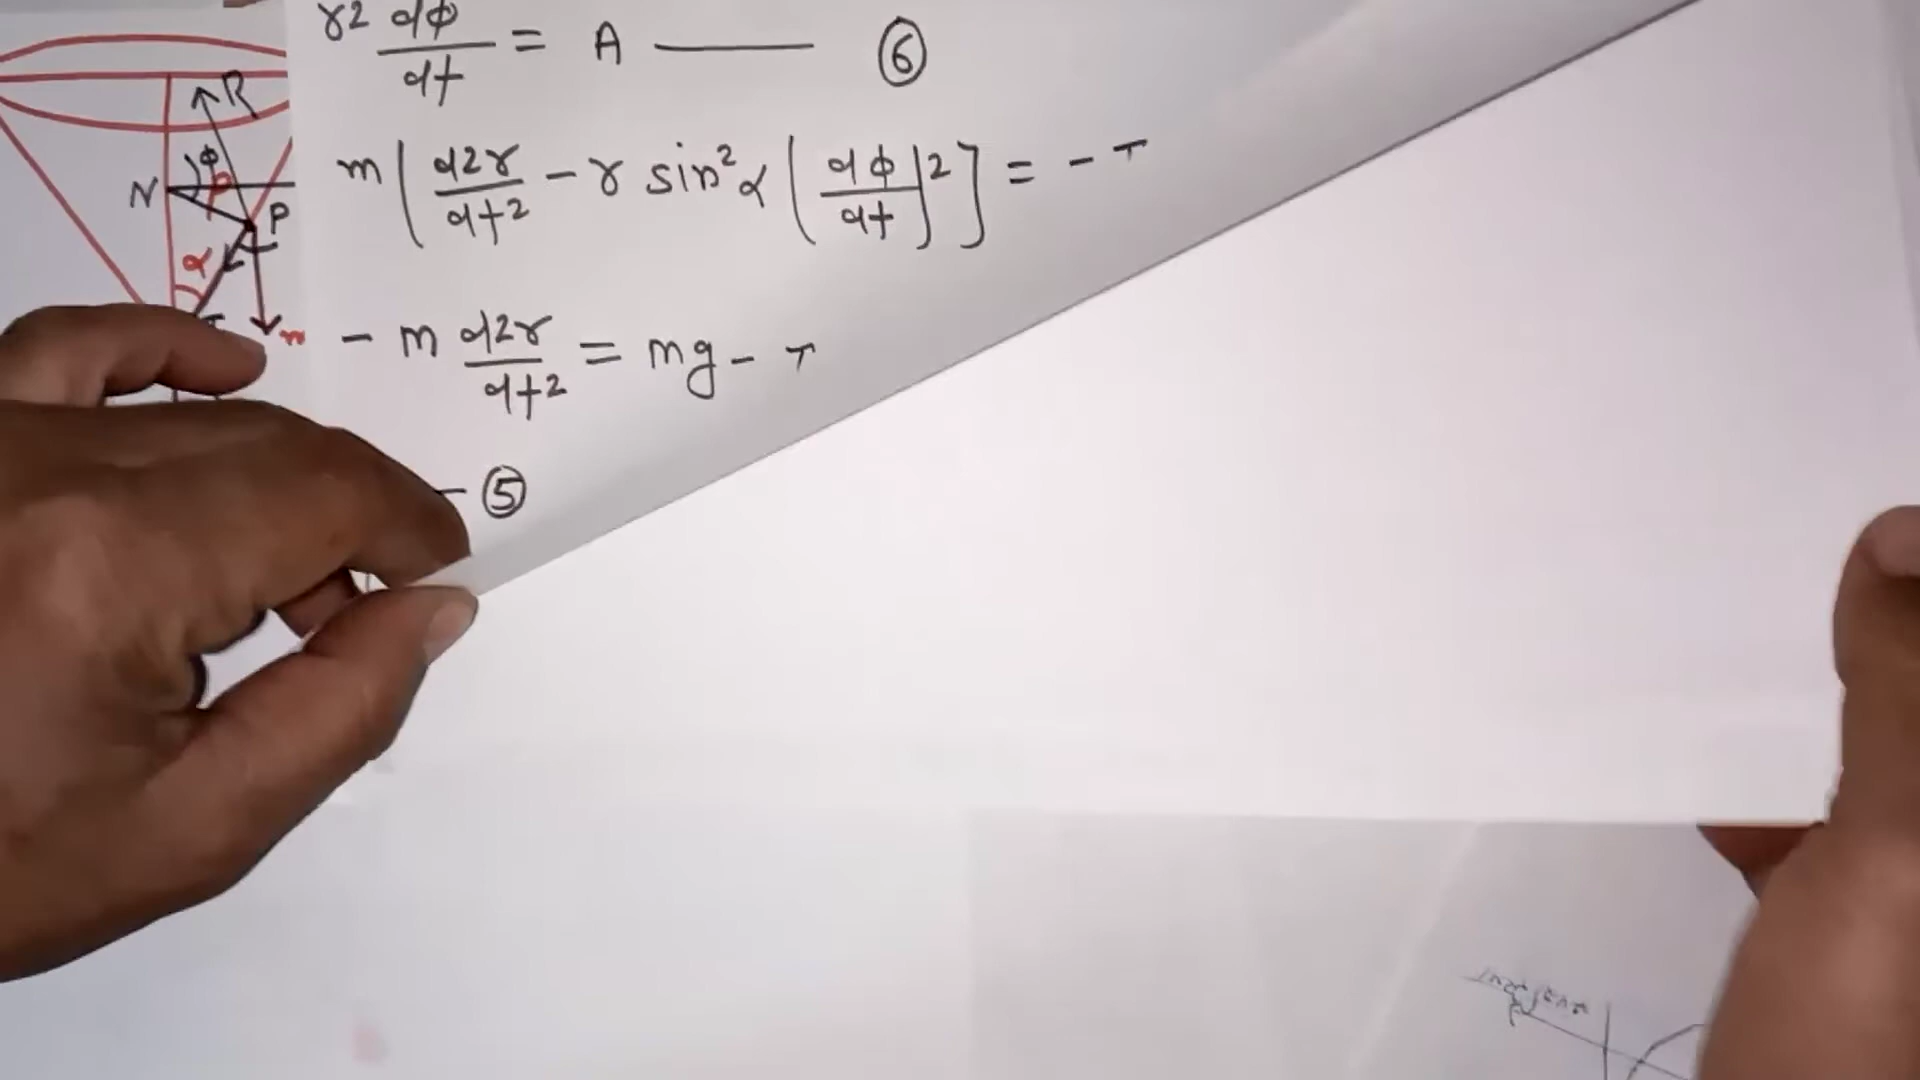 r2 dφ/dt = A —— ⑥
R
φ
m [ d2r/dt2 - r sin²α ( dφ/dt )2 ] = - T
N
p
P
α
- m d2r/dt2 = mg - T
m
- ⑤